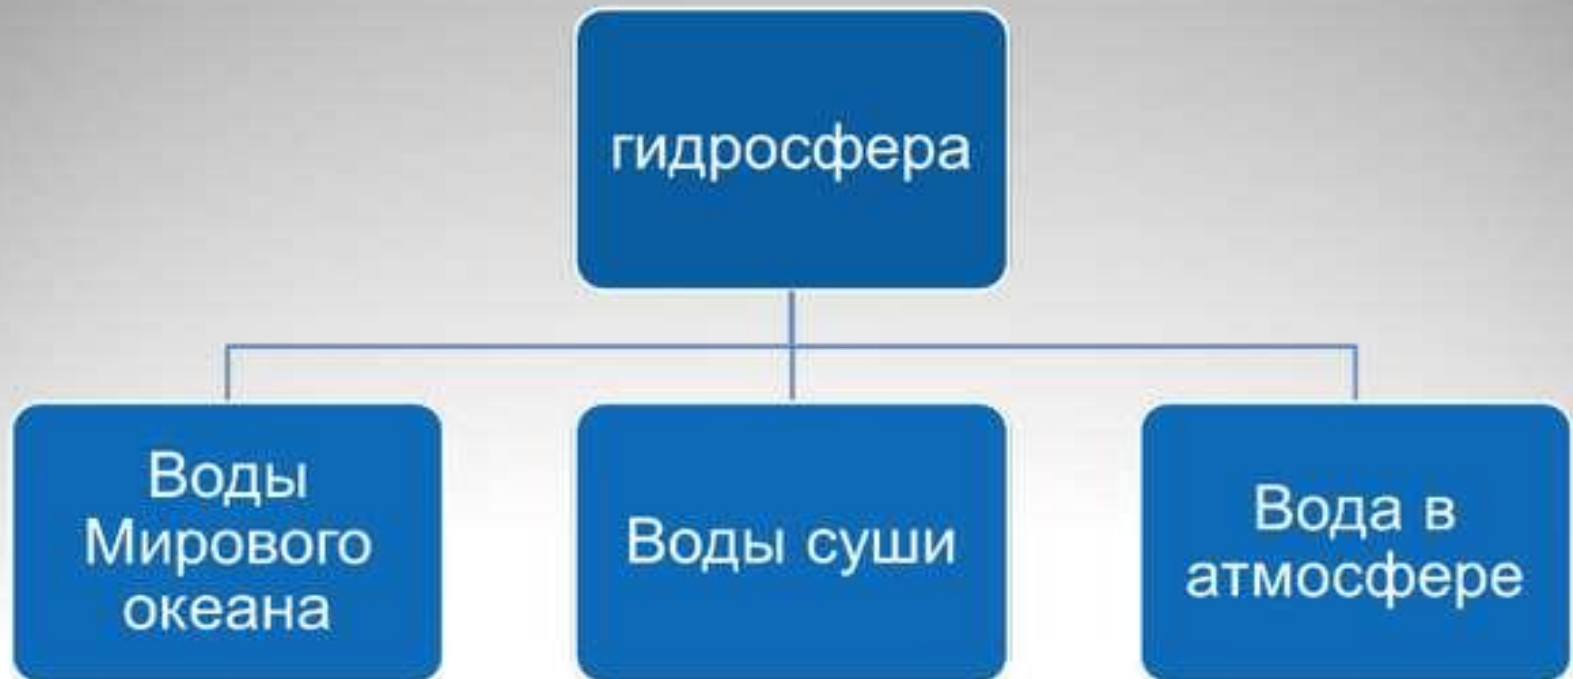 гидросфера
Воды
Мирового
океана
Воды суши
Вода в
атмосфере